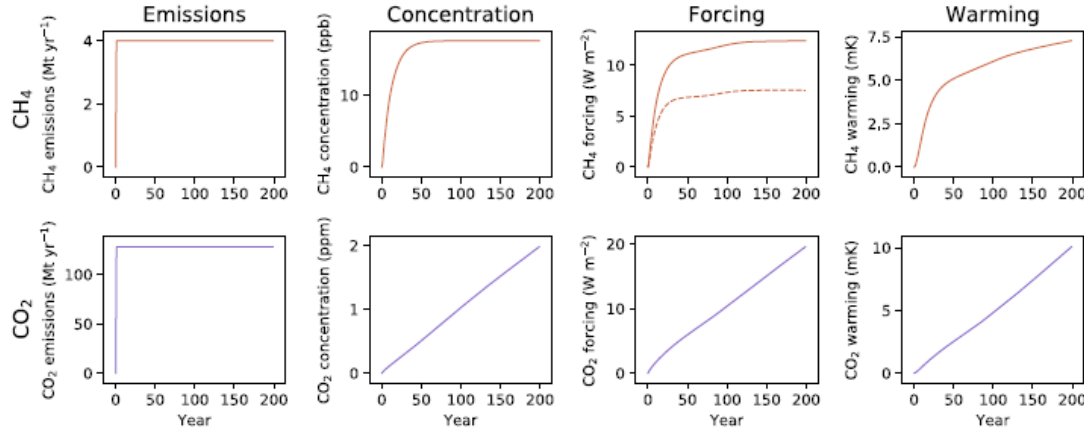 Emissions
Concentration
Forcing
Warming
CH₄
CH₄ emissions (Mt yr⁻¹)
4
2
0
0 50 100 150 200
CH₄ concentration (ppb)
10
0
0 50 100 150 200
CH₄ forcing (W m⁻²)
10
5
0
0 50 100 150 200
CH₄ warming (mK)
7.5
5.0
2.5
0.0
0 50 100 150 200
CO₂
CO₂ emissions (Mt yr⁻¹)
100
50
0
0 50 100 150 200
Year
CO₂ concentration (ppm)
2
1
0
0 50 100 150 200
Year
CO₂ forcing (W m⁻²)
20
10
0
0 50 100 150 200
Year
CO₂ warming (mK)
10
5
0
0 50 100 150 200
Year